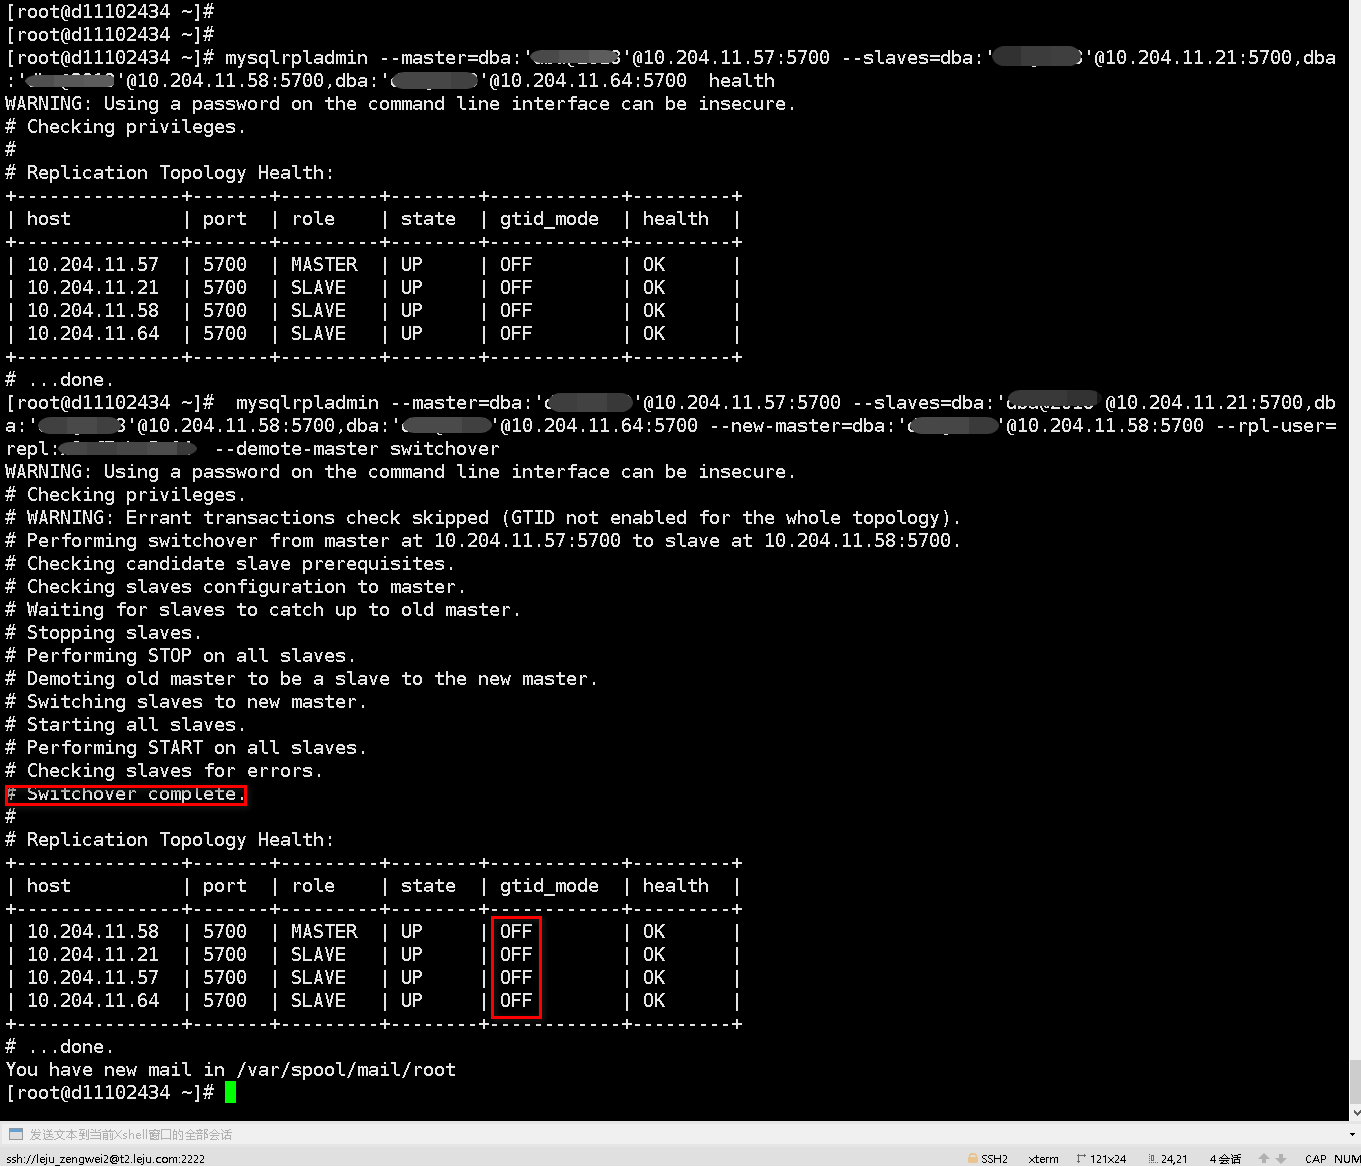 [root@d11102434 ~]#
[root@d11102434 ~]#
[root@d11102434 ~]# mysqlrpladmin --master=dba:' '@10.204.11.57:5700 --slaves=dba:' '@10.204.11.21:5700,dba
:' '@10.204.11.58:5700,dba:' '@10.204.11.64:5700  health
WARNING: Using a password on the command line interface can be insecure.
# Checking privileges.
#
# Replication Topology Health:
+---------------+-------+---------+--------+------------+---------+
| host          | port  | role    | state  | gtid_mode  | health  |
+---------------+-------+---------+--------+------------+---------+
| 10.204.11.57  | 5700  | MASTER  | UP     | OFF        | OK      |
| 10.204.11.21  | 5700  | SLAVE   | UP     | OFF        | OK      |
| 10.204.11.58  | 5700  | SLAVE   | UP     | OFF        | OK      |
| 10.204.11.64  | 5700  | SLAVE   | UP     | OFF        | OK      |
+---------------+-------+---------+--------+------------+---------+
# ...done.
[root@d11102434 ~]#  mysqlrpladmin --master=dba:' '@10.204.11.57:5700 --slaves=dba:' @10.204.11.21:5700,db
a:' '@10.204.11.58:5700,dba:' '@10.204.11.64:5700 --new-master=dba:' '@10.204.11.58:5700 --rpl-user=
repl: --demote-master switchover
WARNING: Using a password on the command line interface can be insecure.
# Checking privileges.
# WARNING: Errant transactions check skipped (GTID not enabled for the whole topology).
# Performing switchover from master at 10.204.11.57:5700 to slave at 10.204.11.58:5700.
# Checking candidate slave prerequisites.
# Checking slaves configuration to master.
# Waiting for slaves to catch up to old master.
# Stopping slaves.
# Performing STOP on all slaves.
# Demoting old master to be a slave to the new master.
# Switching slaves to new master.
# Starting all slaves.
# Performing START on all slaves.
# Checking slaves for errors.
# Switchover complete.
#
# Replication Topology Health:
+---------------+-------+---------+--------+------------+---------+
| host          | port  | role    | state  | gtid_mode  | health  |
+---------------+-------+---------+--------+------------+---------+
| 10.204.11.58  | 5700  | MASTER  | UP     | OFF        | OK      |
| 10.204.11.21  | 5700  | SLAVE   | UP     | OFF        | OK      |
| 10.204.11.57  | 5700  | SLAVE   | UP     | OFF        | OK      |
| 10.204.11.64  | 5700  | SLAVE   | UP     | OFF        | OK      |
+---------------+-------+---------+--------+------------+---------+
# ...done.
You have new mail in /var/spool/mail/root
[root@d11102434 ~]#
发送文本到当前Xshell窗口的全部会话
ssh://leju_zengwei2@t2.leju.com:2222 SSH2 xterm 121x24 24,21 4 会话 CAP NUM